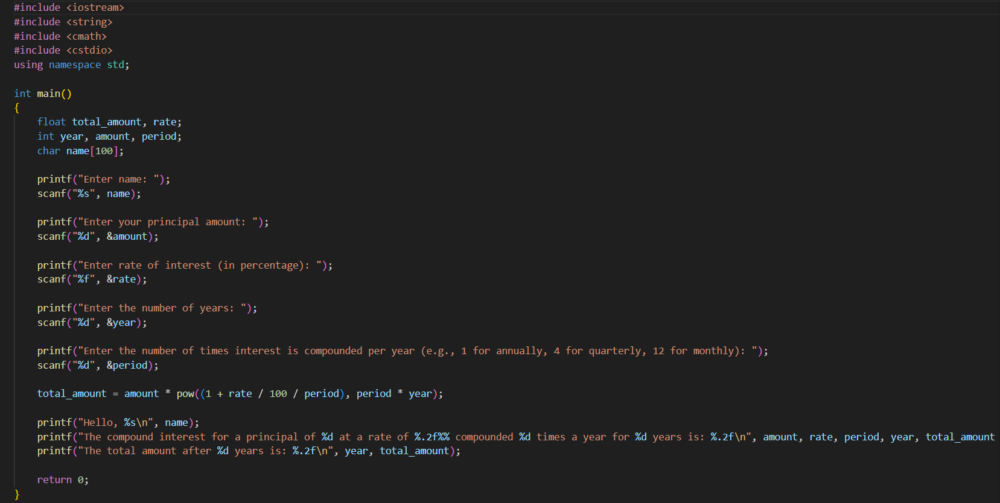 #include <iostream>
#include <string>
#include <cmath>
#include <cstdio>
using namespace std;
int main()
{
float total_amount, rate;
int year, amount, period;
char name[100];
printf("Enter name: ");
scanf("%s", name);
printf("Enter your principal amount: ");
scanf("%d", &amount);
printf("Enter rate of interest (in percentage): ");
scanf("%f", &rate);
printf("Enter the number of years: ");
scanf("%d", &year);
printf("Enter the number of times interest is compounded per year (e.g., 1 for annually, 4 for quarterly, 12 for monthly): ");
scanf("%d", &period);
total_amount = amount * pow((1 + rate / 100 / period), period * year);
printf("Hello, %s\n", name);
printf("The compound interest for a principal of %d at a rate of %.2f%% compounded %d times a year for %d years is: %.2f\n", amount, rate, period, year, total_amount
printf("The total amount after %d years is: %.2f\n", year, total_amount);
return 0;
}